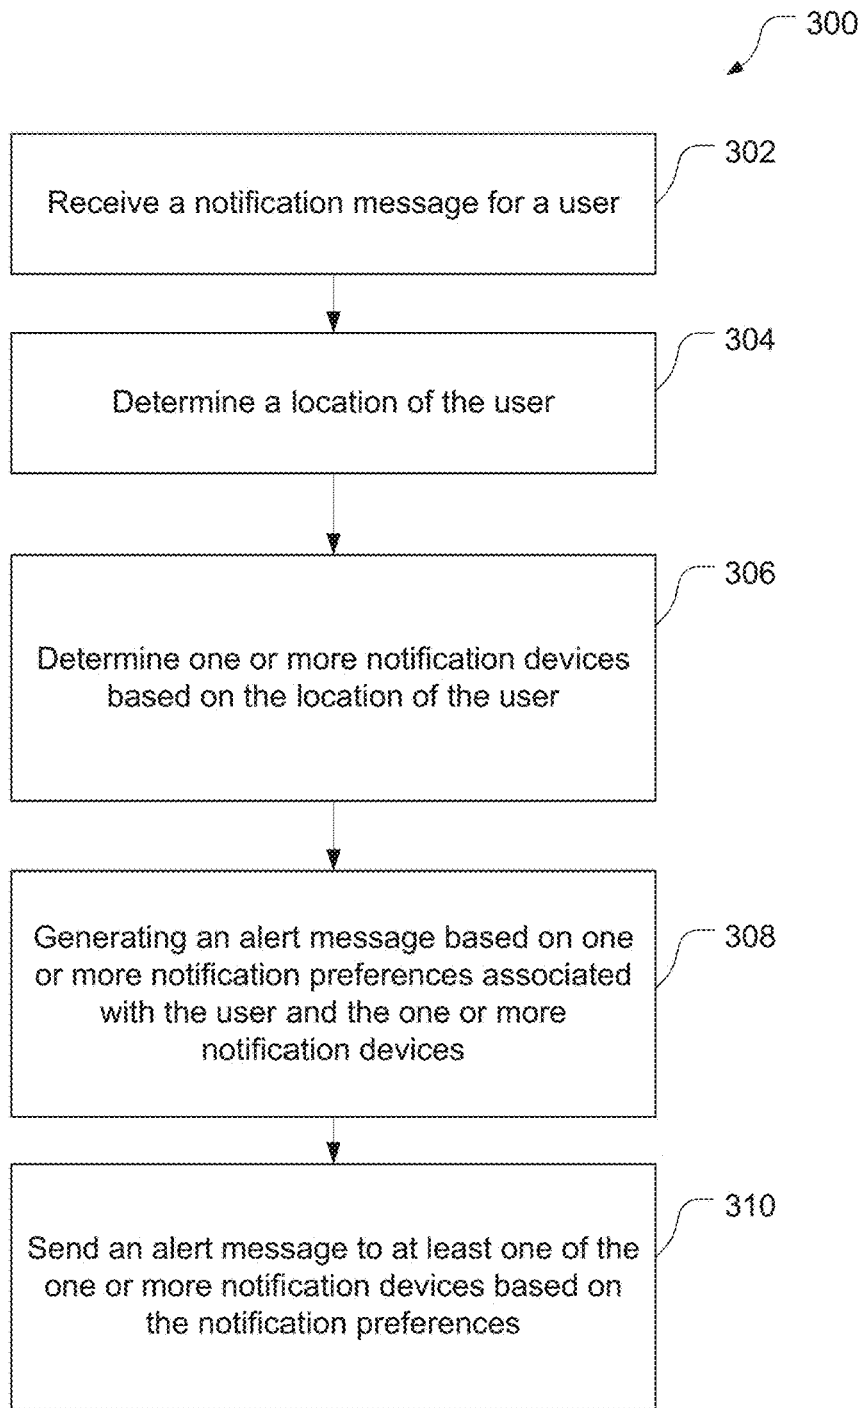 300
302
Receive a notification message for a user
304
Determine a location of the user
306
Determine one or more notification devices
based on the location of the user
308
Generating an alert message based on one
or more notification preferences associated
with the user and the one or more
notification devices
310
Send an alert message to at least one of the
one or more notification devices based on
the notification preferences